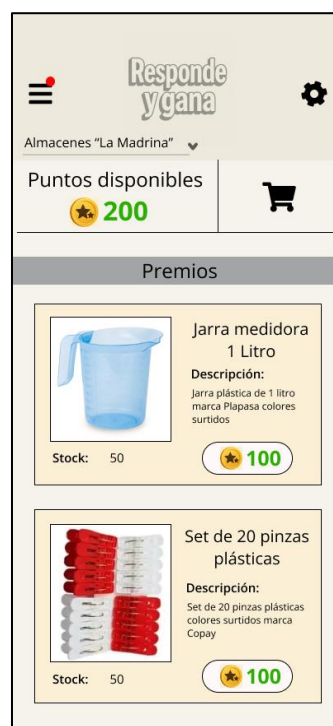 Responde
y gana
Almacenes “La Madrina”
Puntos disponibles
200
Premios
Jarra medidora
1 Litro
Descripción:
Jarra plástica de 1 litro
marca Plapasa colores
surtidos
Stock: 50
100
Set de 20 pinzas
plásticas
Descripción:
Set de 20 pinzas plásticas
colores surtidos marca
Copay
Stock: 50
100